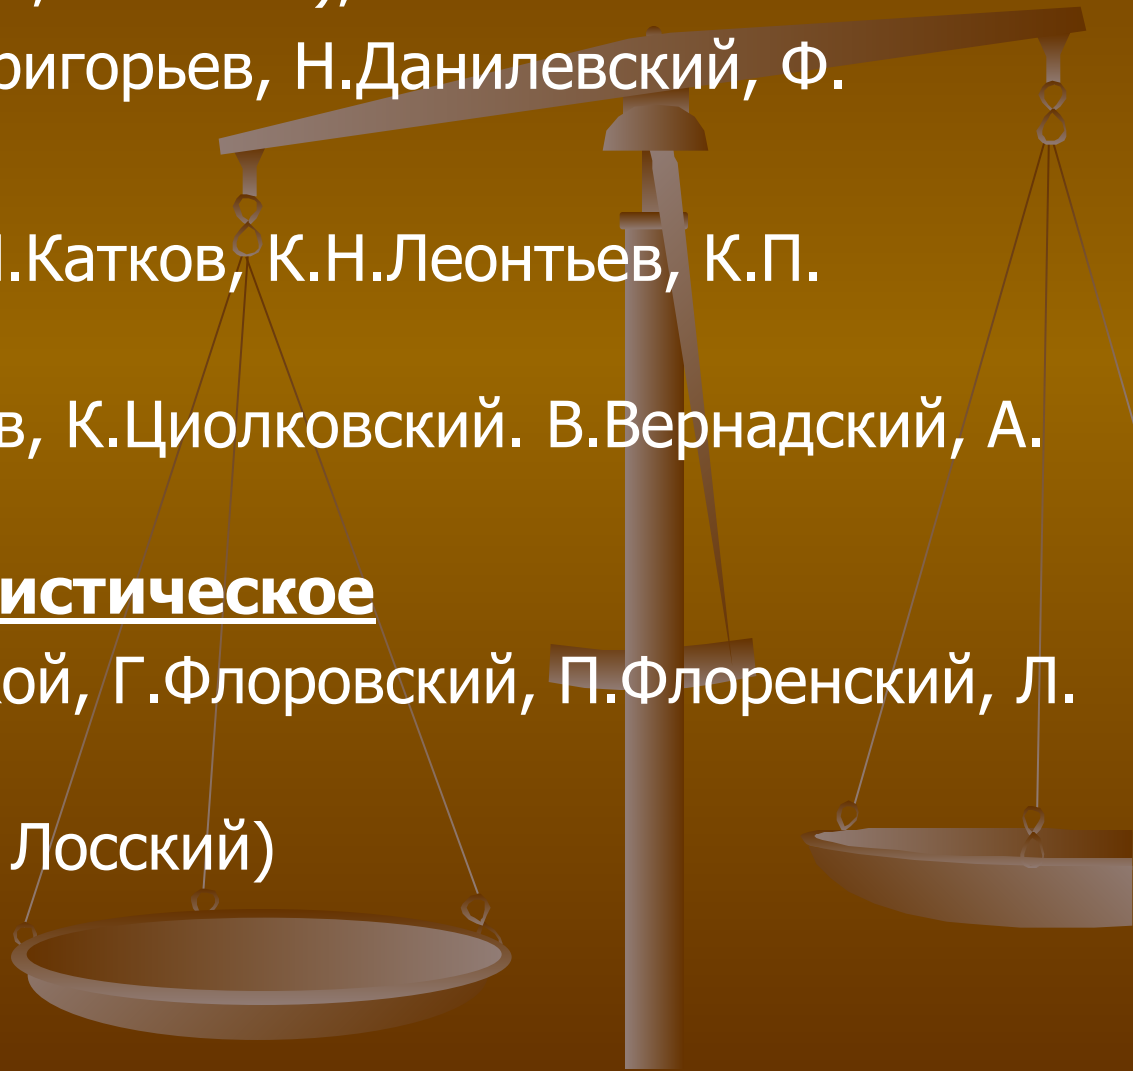 ригорьев, Н.Данилевский, Ф.
.Катков, К.Н.Леонтьев, К.П.
в, К.Циолковский. В.Вернадский, А.
истическое
ой, Г.Флоровский, П.Флоренский, Л.
Лосский)